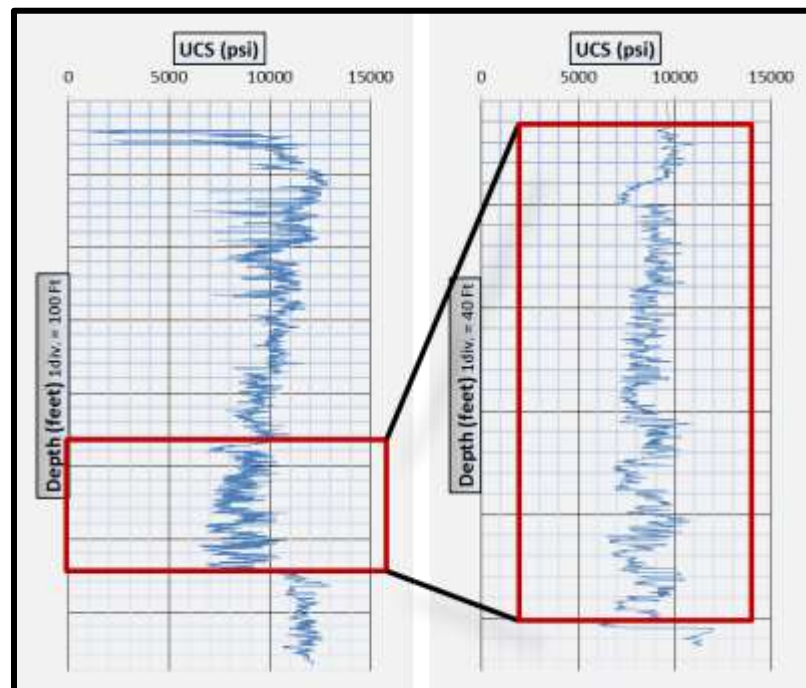 UCS (psi)
0 5000 10000 15000
Depth (feet) 1div. = 100 Ft
UCS (psi)
0 5000 10000 15000
Depth (feet) 1div. = 40 Ft